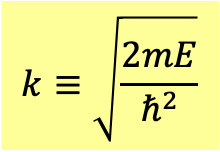 k ≡ √(2mE/ħ²)